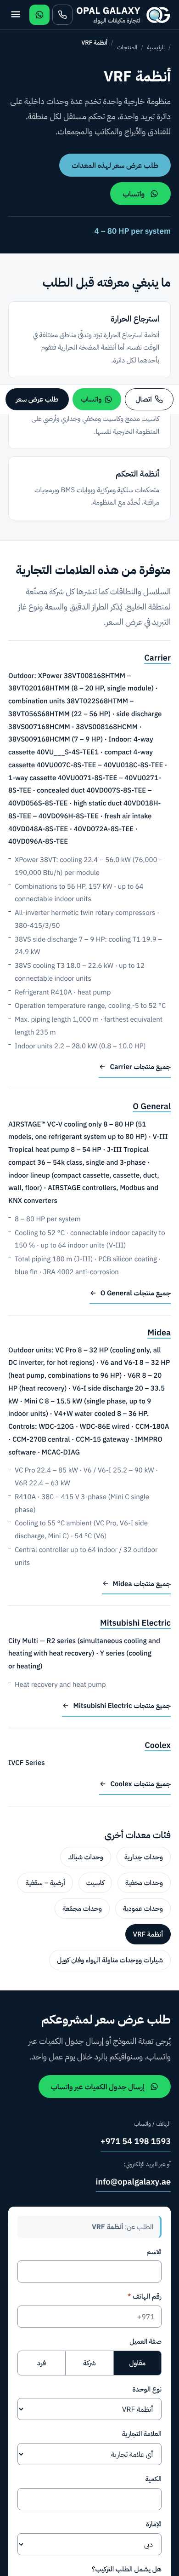 OPAL GALAXY
لتجارة مكيفات الهواء
الرئيسية / المنتجات / أنظمة VRF
أنظمة VRF
منظومة خارجية واحدة تخدم عدة وحدات داخلية على
دائرة تبريد واحدة، مع تحكم مستقل لكل منطقة.
للفنادق والأبراج والمكاتب والمجمعات.
طلب عرض سعر لهذه المعدات
واتساب
4 – 80 HP per system
ما ينبغي معرفته قبل الطلب
استرجاع الحرارة
أنظمة استرجاع الحرارة تبرّد وتدفّئ مناطق مختلفة في
الوقت نفسه، أما أنظمة المضخة الحرارية فتقوم
بأحدهما لكل دائرة.
اتصال
واتساب
طلب عرض سعر
كاسيت مدمج وكاسيت ومخفي وجداري وأرضي على
المنظومة الخارجية نفسها.
أنظمة التحكم
متحكمات سلكية ومركزية وبوابات BMS وبرمجيات
مراقبة، تُحدَّد مع المنظومة.
متوفرة من هذه العلامات التجارية
السلاسل والنطاقات كما تنشرها كل شركة مصنّعة
لمنطقة الخليج. يُذكر الطراز الدقيق والسعة ونوع غاز
التبريد في عرض السعر.
Carrier
Outdoor: XPower 38VT008168HTMM –
38VT020168HTMM (8 – 20 HP, single module) ·
combination units 38VT022S68HTMM –
38VT056S68HTMM (22 – 56 HP) · side discharge
38VS007168HCMM · 38VS008168HCMM ·
38VS009168HCMM (7 – 9 HP) · Indoor: 4-way
cassette 40VU___S-4S-TEE1 · compact 4-way
cassette 40VU007C-8S-TEE – 40VU018C-8S-TEE ·
1-way cassette 40VU0071-8S-TEE – 40VU0271-
8S-TEE · concealed duct 40VD007S-8S-TEE –
40VD056S-8S-TEE · high static duct 40VD018H-
8S-TEE – 40VD096H-8S-TEE · fresh air intake
40VD048A-8S-TEE · 40VD072A-8S-TEE ·
40VD096A-8S-TEE
– XPower 38VT: cooling 22.4 – 56.0 kW (76,000 –
190,000 Btu/h) per module
– Combinations to 56 HP, 157 kW · up to 64
connectable indoor units
– All-inverter hermetic twin rotary compressors ·
380-415/3/50
– 38VS side discharge 7 – 9 HP: cooling T1 19.9 –
24.9 kW
– 38VS cooling T3 18.0 – 22.6 kW · up to 12
connectable indoor units
– Refrigerant R410A · heat pump
– Operation temperature range, cooling -5 to 52 °C
– Max. piping length 1,000 m · farthest equivalent
length 235 m
– Indoor units 2.2 – 28.0 kW (0.8 – 10.0 HP)
جميع منتجات Carrier ←
O General
AIRSTAGE™ VC-V cooling only 8 – 80 HP (51
models, one refrigerant system up to 80 HP) · V-III
Tropical heat pump 8 – 54 HP · J-III Tropical
compact 36 – 54k class, single and 3-phase ·
indoor lineup (compact cassette, cassette, duct,
wall, floor) · AIRSTAGE controllers, Modbus and
KNX converters
– 8 – 80 HP per system
– Cooling to 52 °C · connectable indoor capacity to
150 % · up to 64 indoor units (V-III)
– Total piping 180 m (J-III) · PCB silicon coating ·
blue fin · JRA 4002 anti-corrosion
جميع منتجات O General ←
Midea
Outdoor units: VC Pro 8 – 32 HP (cooling only, all
DC inverter, for hot regions) · V6 and V6-I 8 – 32 HP
(heat pump, combinations to 96 HP) · V6R 8 – 20
HP (heat recovery) · V6-I side discharge 20 – 33.5
kW · Mini C 8 – 15.5 kW (single phase, up to 9
indoor units) · V4+W water cooled 8 – 36 HP.
Controls: WDC-120G · WDC-86E wired · CCM-180A
· CCM-270B central · CCM-15 gateway · IMMPRO
software · MCAC-DIAG
– VC Pro 22.4 – 85 kW · V6 / V6-I 25.2 – 90 kW ·
V6R 22.4 – 63 kW
– R410A · 380 – 415 V 3-phase (Mini C single
phase)
– Cooling to 55 °C ambient (VC Pro, V6-I side
discharge, Mini C) · 54 °C (V6)
– Central controller up to 64 indoor / 32 outdoor
units
جميع منتجات Midea ←
Mitsubishi Electric
City Multi — R2 series (simultaneous cooling and
heating with heat recovery) · Y series (cooling
or heating)
– Heat recovery and heat pump
جميع منتجات Mitsubishi Electric ←
Coolex
IVCF Series
جميع منتجات Coolex ←
فئات معدات أخرى
وحدات جدارية
وحدات شباك
وحدات مخفية
كاسيت
أرضية – سقفية
وحدات عمودية
وحدات مجمّعة
أنظمة VRF
شيلرات ووحدات مناولة الهواء وفان كويل
طلب عرض سعر لمشروعكم
يُرجى تعبئة النموذج أو إرسال جدول الكميات عبر
واتساب، وسنوافيكم بالرد خلال يوم عمل واحد.
إرسال جدول الكميات عبر واتساب
الهاتف / واتساب
+971 54 198 1593
أو عبر البريد الإلكتروني:
info@opalgalaxy.ae
الطلب عن: أنظمة VRF
الاسم
رقم الهاتف *
+971
صفة العميل
مقاول
شركة
فرد
نوع الوحدة
أنظمة VRF
العلامة التجارية
أي علامة تجارية
الكمية
الإمارة
دبي
هل يشمل الطلب التركيب؟